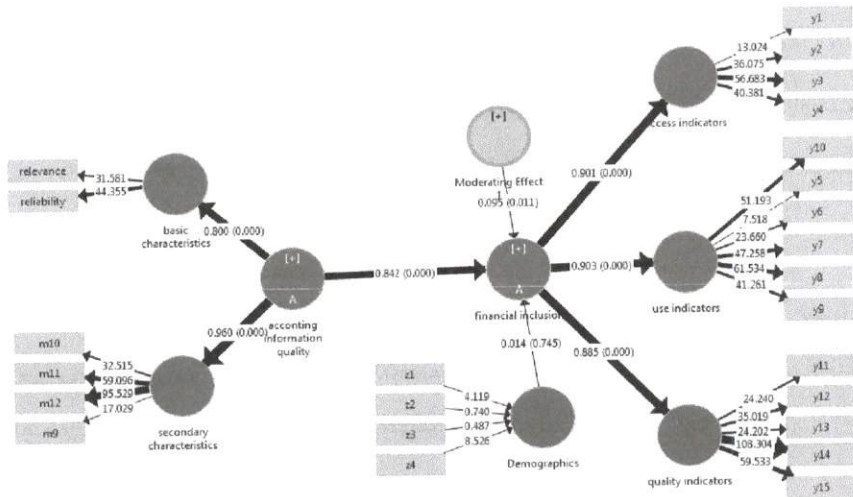 relevance
reliability
31.581
44.355
basic
characteristics
0.800 (0.000)
[+]
A
acconting
information
quality
0.960 (0.000)
m10
m11
m12
m9
32.515
59.096
95.529
17.029
secondary
characteristics
0.842 (0.000)
[+]
Moderating Effect
1
0.095 (0.011)
[+]
A
financial inclusion
0.014 (0.745)
z1
z2
z3
z4
4.119
0.740
0.487
8.526
Demographics
0.901 (0.000)
0.903 (0.000)
0.885 (0.000)
13.024
36.075
56.683
40.381
y1
y2
y3
y4
ccess indicators
51.193
7.518
23.660
47.258
61.534
41.261
y10
y5
y6
y7
y8
y9
use indicators
24.240
35.019
24.202
108.304
59.533
y11
y12
y13
y14
y15
quality indicators